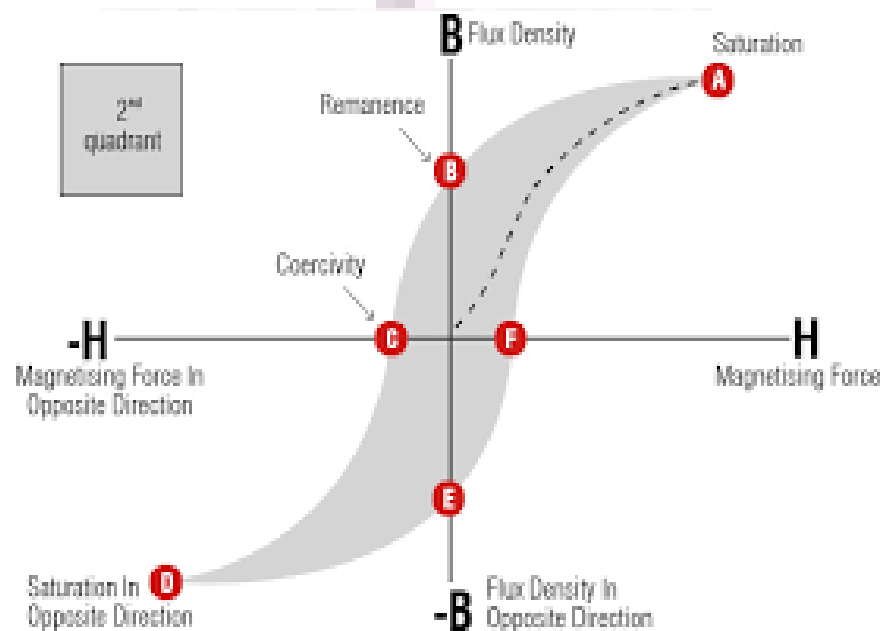 B Flux Density
Saturation
A
Remanence
2nd
quadrant
B
Coercivity
-H
C
F
H
Magnetising Force In
Opposite Direction
Magnetising Force
E
Saturation In
Opposite Direction
D
-B
Flux Density In
Opposite Direction